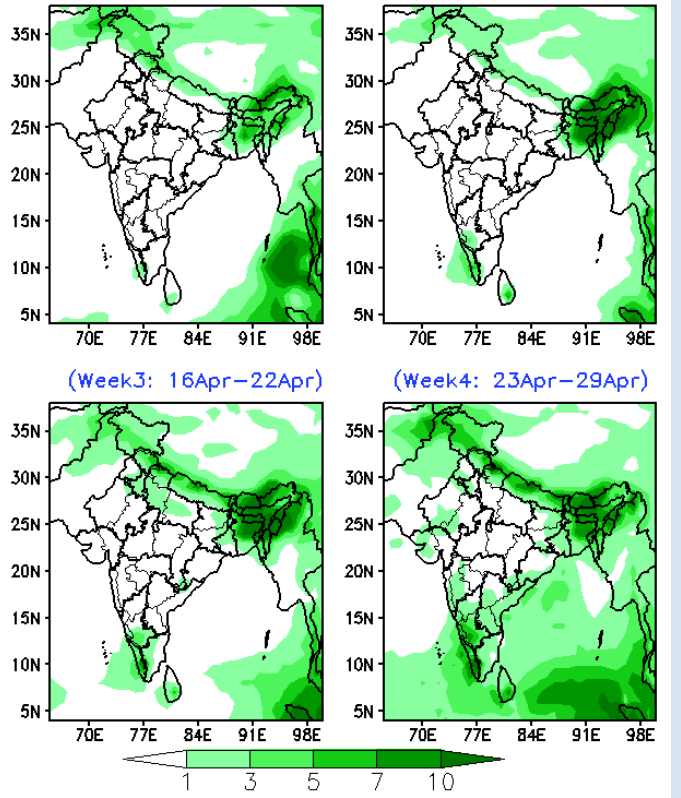 35N
30N
25N
20N
15N
10N
5N
70E 77E 84E 91E 98E
35N
30N
25N
20N
15N
10N
5N
70E 77E 84E 91E 98E
(Week3: 16Apr-22Apr)
35N
30N
25N
20N
15N
10N
5N
70E 77E 84E 91E 98E
(Week4: 23Apr-29Apr)
35N
30N
25N
20N
15N
10N
5N
70E 77E 84E 91E 98E
1 3 5 7 10